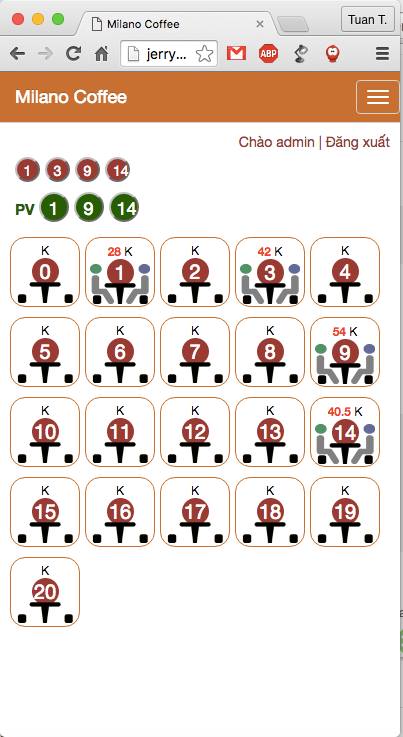 Milano Coffee
Tuan T.
jerry...
ABP
Milano Coffee
Chào admin | Đăng xuất
1 3 9 14
PV 1 9 14
K 28 K K 42 K K
0 1 2 3 4
K K K K 54 K
5 6 7 8 9
K K K K 40.5 K
10 11 12 13 14
K K K K K
15 16 17 18 19
K
20